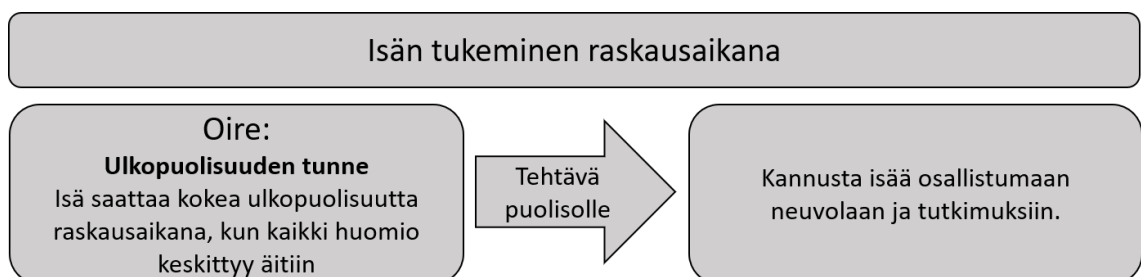 Isän tukeminen raskausaikana
Oire:
Ulkopuolisuuden tunne
Isä saattaa kokea ulkopuolisuutta
raskausaikana, kun kaikki huomio
keskittyy äitiin
Tehtävä
puolisolle
Kannusta isää osallistumaan
neuvolaan ja tutkimuksiin.